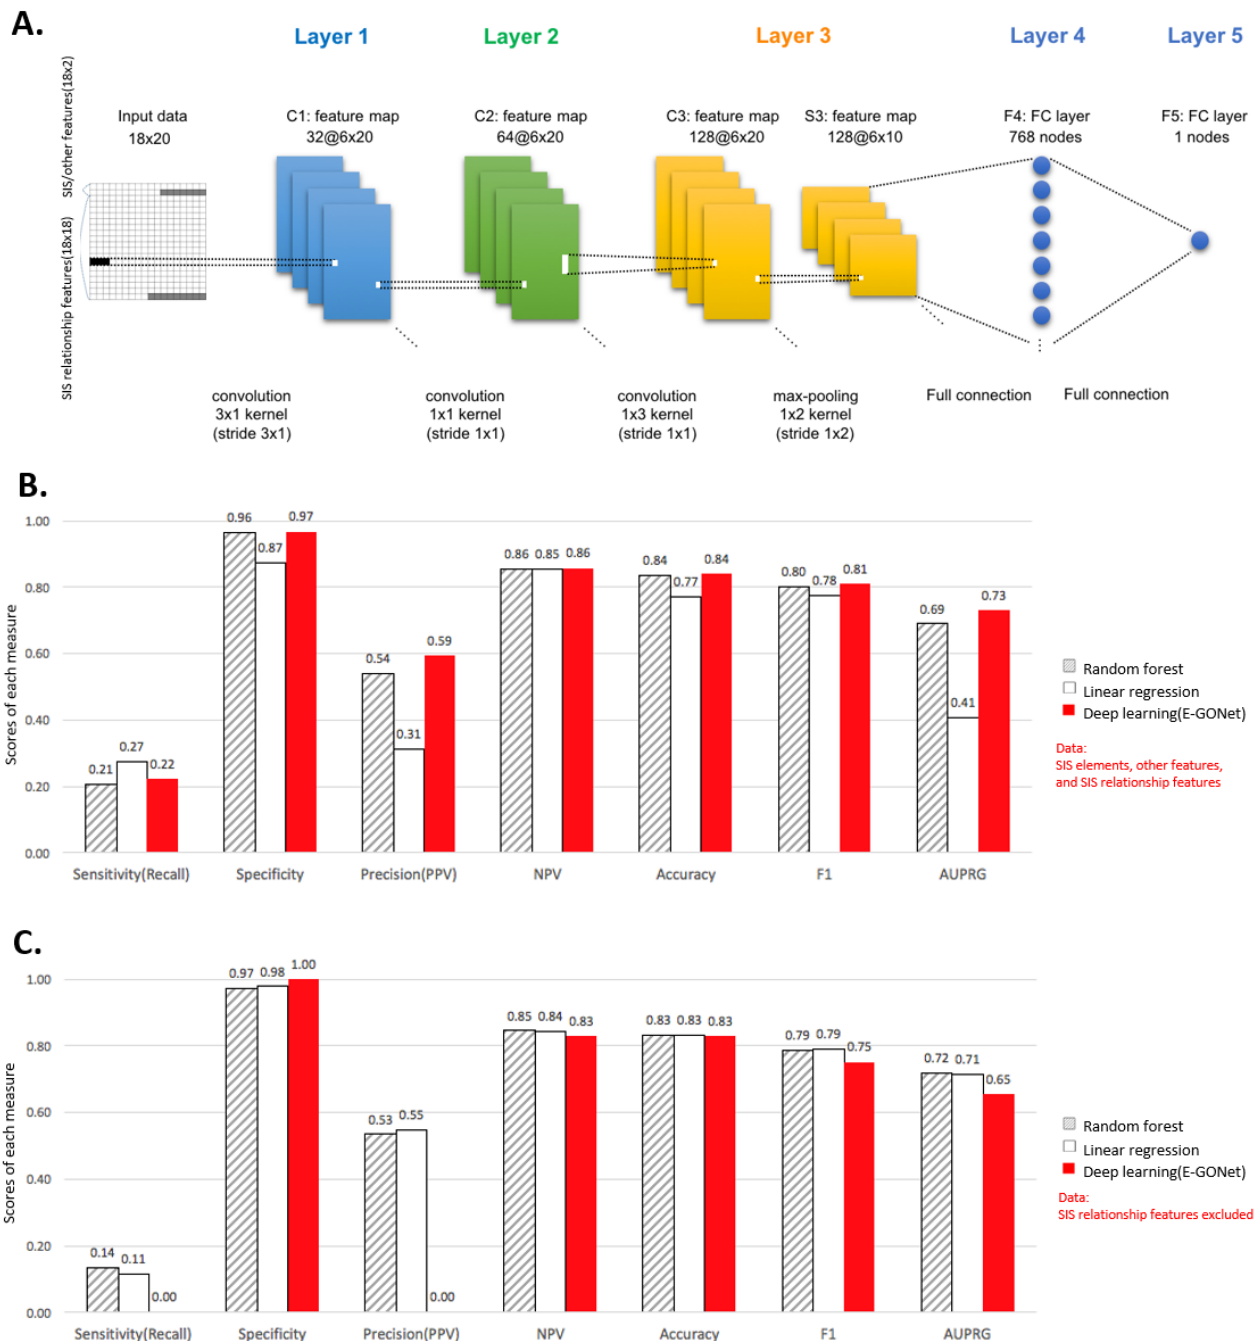 A.
Layer 1
Layer 2
Layer 3
Layer 4
Layer 5
SIS/other features(18x2)
SIS relationship features(18x18)
Input data
18x20
C1: feature map
32@6x20
C2: feature map
64@6x20
C3: feature map
128@6x20
S3: feature map
128@6x10
F4: FC layer
768 nodes
F5: FC layer
1 nodes
convolution
3x1 kernel
(stride 3x1)
convolution
1x1 kernel
(stride 1x1)
convolution
1x3 kernel
(stride 1x1)
max-pooling
1x2 kernel
(stride 1x2)
Full connection
Full connection
B.
Scores of each measure
1.00
0.80
0.60
0.40
0.20
0.00
0.21
0.27
0.22
0.96
0.87
0.97
0.54
0.31
0.59
0.86
0.85
0.86
0.84
0.77
0.84
0.80
0.78
0.81
0.69
0.41
0.73
Sensitivity(Recall)
Specificity
Precision(PPV)
NPV
Accuracy
F1
AUPRG
Random forest
Linear regression
Deep learning(E-GONet)
Data:
SIS elements, other features,
and SIS relationship features
C.
Scores of each measure
1.00
0.80
0.60
0.40
0.20
0.00
0.14
0.11
0.00
0.97
0.98
1.00
0.53
0.55
0.00
0.85
0.84
0.83
0.83
0.83
0.83
0.79
0.79
0.75
0.72
0.71
0.65
Sensitivity(Recall)
Specificity
Precision(PPV)
NPV
Accuracy
F1
AUPRG
Random forest
Linear regression
Deep learning(E-GONet)
Data:
SIS relationship features excluded